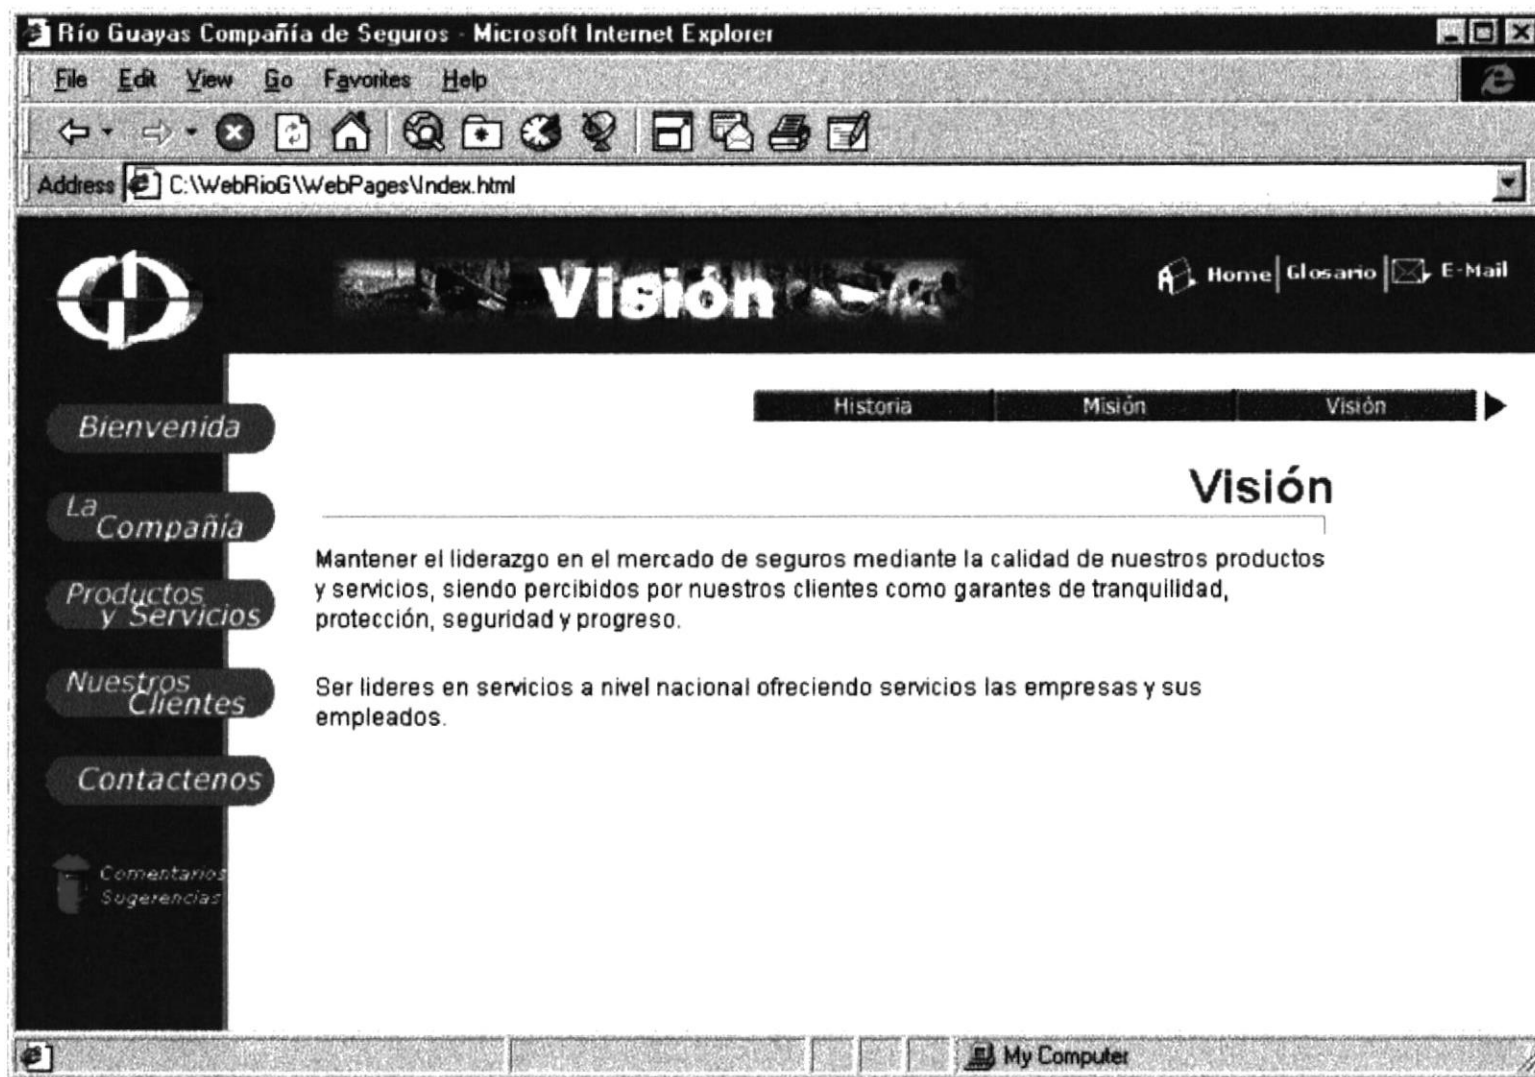 Río Guayas Compañía de Seguros - Microsoft Internet Explorer
File Edit View Go Favorites Help
Address C:\WebRioG\WebPages\Index.html
Visión
Home Glosario E-Mail
Historia Misión Visión
Bienvenida
La
Compañía
Productos
y Servicios
Nuestros
Clientes
Contactenos
Comentarios
Sugerencias
Visión
Mantener el liderazgo en el mercado de seguros mediante la calidad de nuestros productos
y servicios, siendo percibidos por nuestros clientes como garantes de tranquilidad,
protección, seguridad y progreso.
Ser lideres en servicios a nivel nacional ofreciendo servicios las empresas y sus
empleados.
My Computer